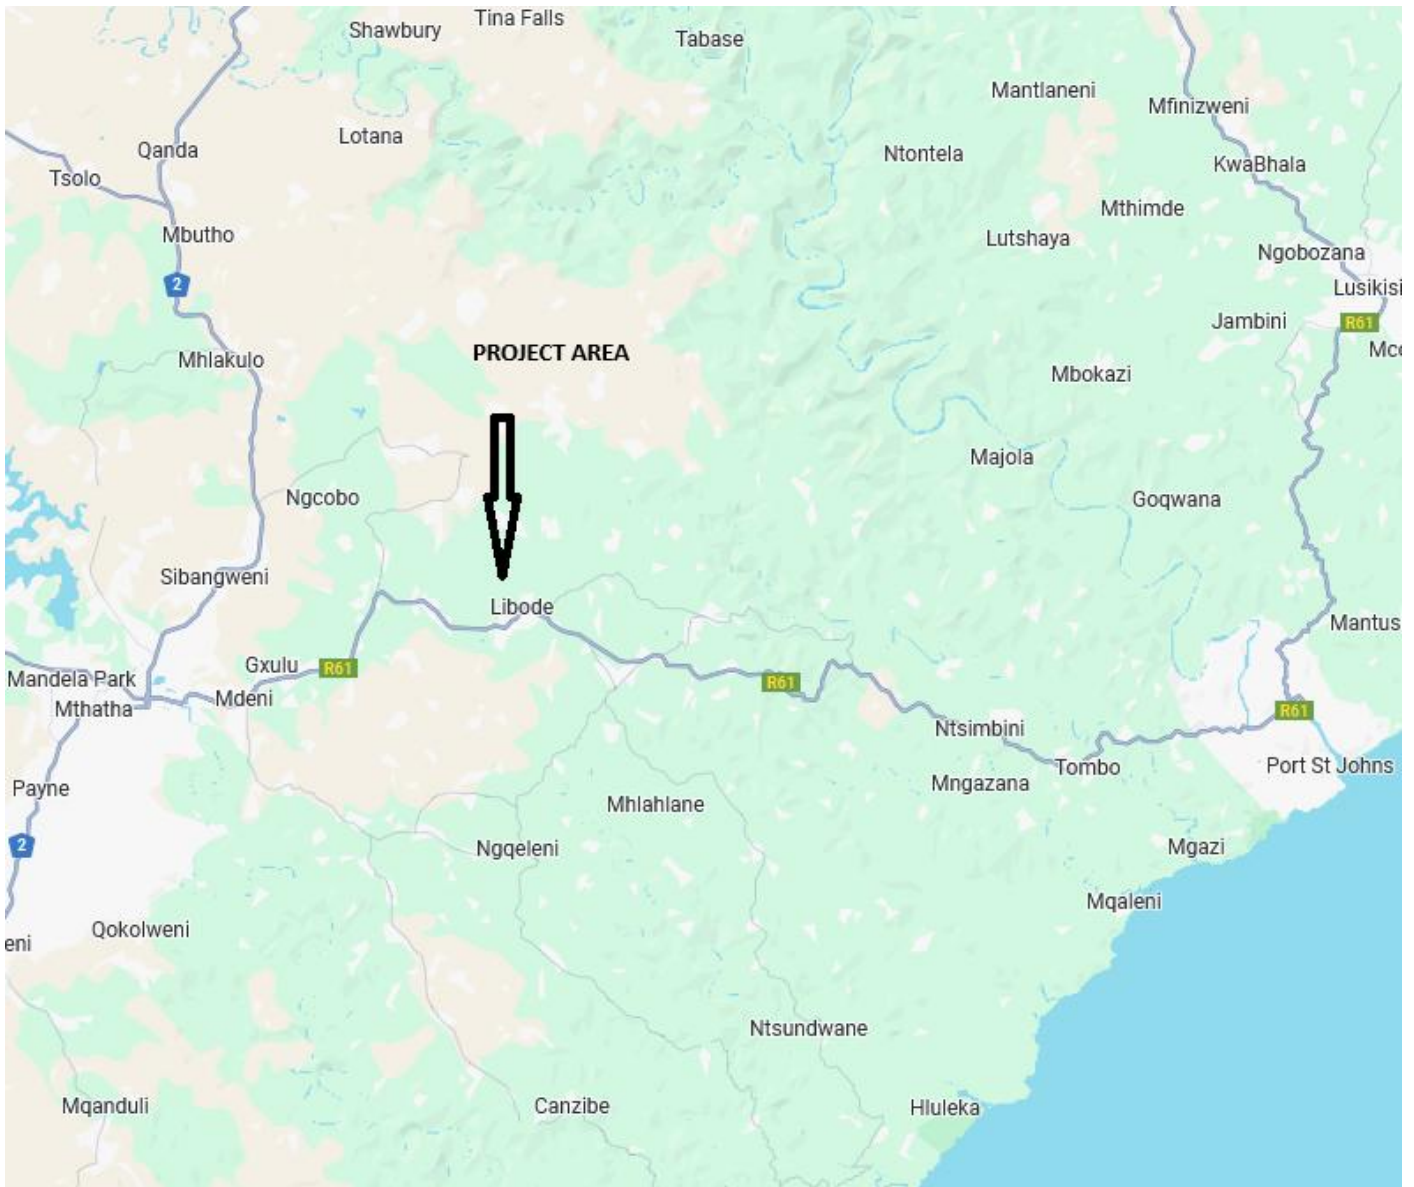 Tina Falls
Shawbury
Tabase
Mantlaneni
Mfinizweni
Lotana
Qanda
Ntontela
KwaBhala
Tsolo
Mthimde
Mbutho
Lutshaya
Ngobozana
2
Lusikisi
Jambini
R61
Mcc
PROJECT AREA
Mhlakulo
Mbokazi
Majola
Ngcobo
Goqwana
Sibangweni
Libode
Mantus
Gxulu
R61
Mandela Park
R61
Mdeni
Mthatha
R61
Ntsimbini
Port St Johns
Tombo
Mngazana
Payne
Mhlahlane
2
Ngqeleni
Mgazi
Mqaleni
Qokolweni
eni
Ntsundwane
Mqanduli
Canzibe
Hluleka